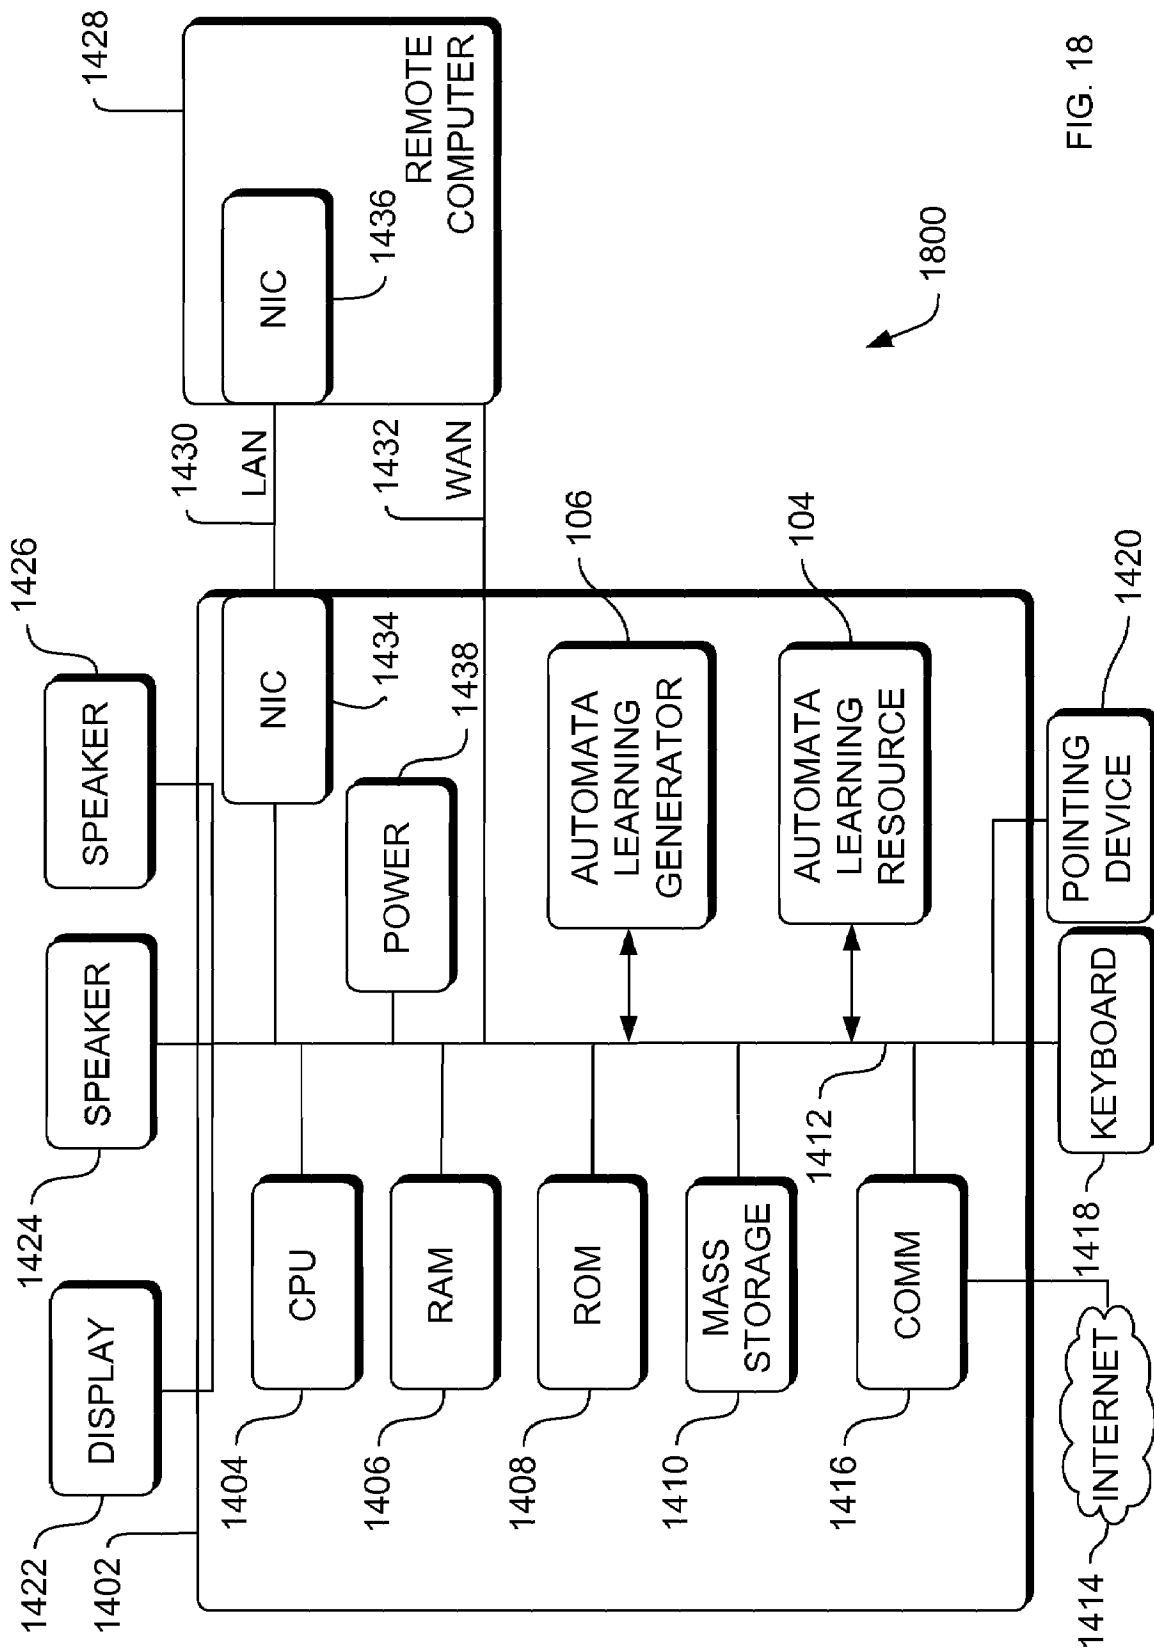 1422
DISPLAY
1424
SPEAKER
SPEAKER
1426
1402
1404
CPU
NIC
1434
1430
LAN
NIC
1436
1428
REMOTE
COMPUTER
1406
RAM
POWER
1438
1432
WAN
1408
ROM
AUTOMATA
LEARNING
GENERATOR
106
1410
MASS
STORAGE
1412
AUTOMATA
LEARNING
RESOURCE
104
1416
COMM
1800
1414
INTERNET
1418
KEYBOARD
POINTING
DEVICE
1420
FIG. 18